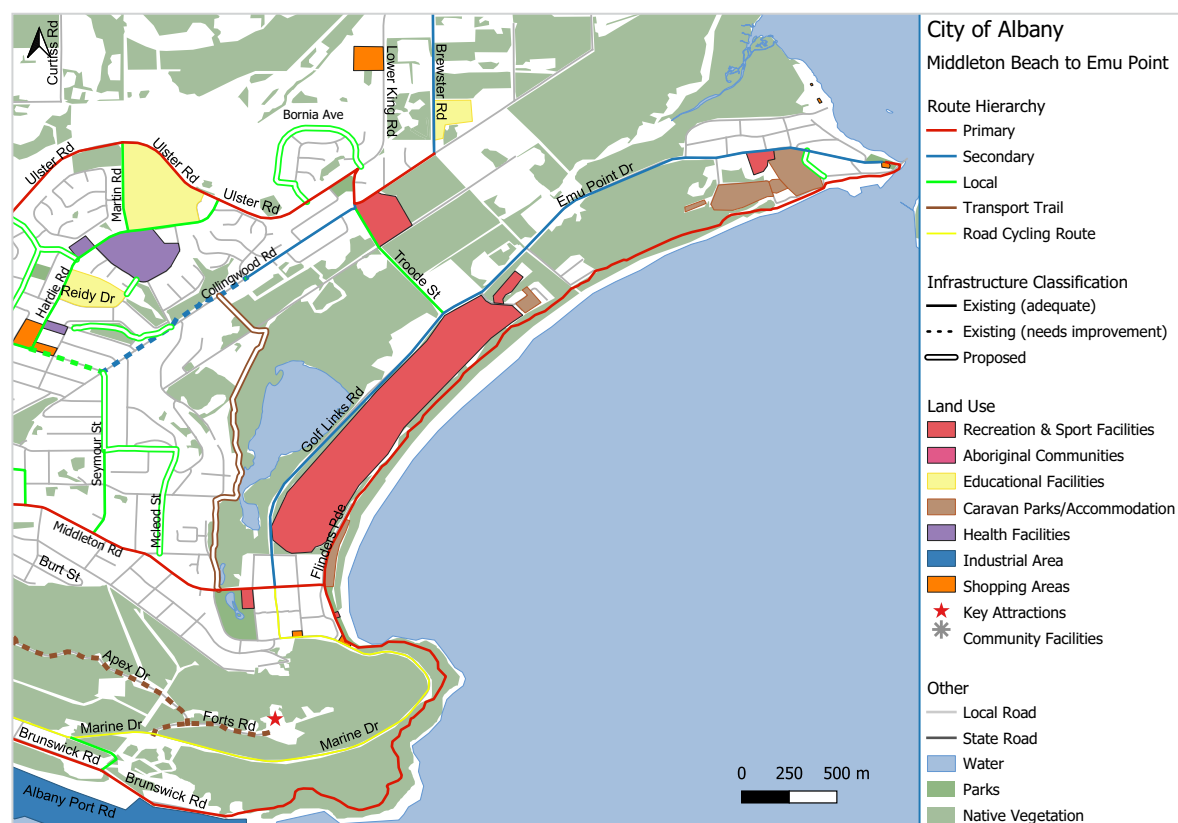 City of Albany
Middleton Beach to Emu Point
Route Hierarchy
Primary
Secondary
Local
Transport Trail
Road Cycling Route
Infrastructure Classification
Existing (adequate)
Existing (needs improvement)
Proposed
Land Use
Recreation & Sport Facilities
Aboriginal Communities
Educational Facilities
Caravan Parks/Accommodation
Health Facilities
Industrial Area
Shopping Areas
Key Attractions
Community Facilities
Other
Local Road
State Road
Water
Parks
Native Vegetation
Curtiss Rd
Lower King Rd
Brewster Rd
Bornia Ave
Ulster Rd
Ulster Rd
Ulster Rd
Martin Rd
Emu Point Dr
Collingwood Rd
Troode St
Hardie Rd
Reidy Dr
Golf Links Rd
Seymour St
Mcleod St
Flinders Pde
Middleton Rd
Burt St
Apex Dr
Forts Rd
Marine Dr
Marine Dr
Brunswick Rd
Brunswick Rd
Albany Port Rd
0 250 500 m